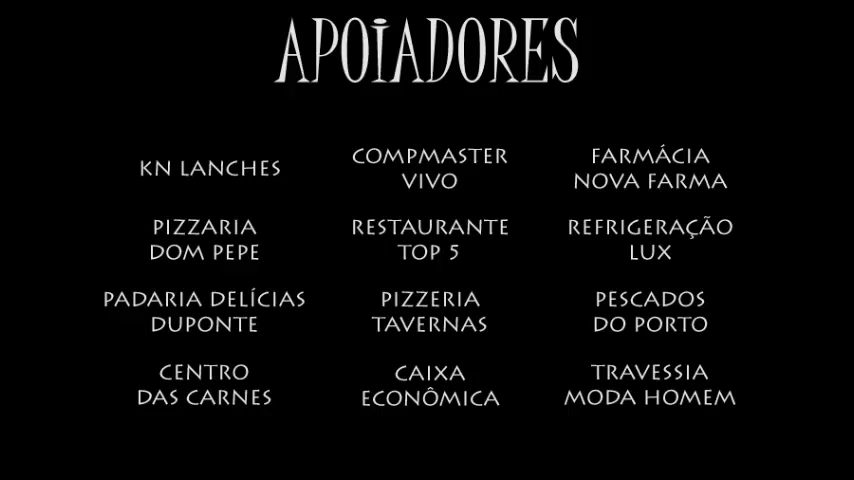 APOIADORES
KN LANCHES
COMPMASTER
VIVO
FARMÁCIA
NOVA FARMA
PIZZARIA
DOM PEPE
RESTAURANTE
TOP 5
REFRIGERAÇÃO
LUX
PADARIA DELÍCIAS
DUPONTE
PIZZERIA
TAVERNAS
PESCADOS
DO PORTO
CENTRO
DAS CARNES
CAIXA
ECONÔMICA
TRAVESSIA
MODA HOMEM